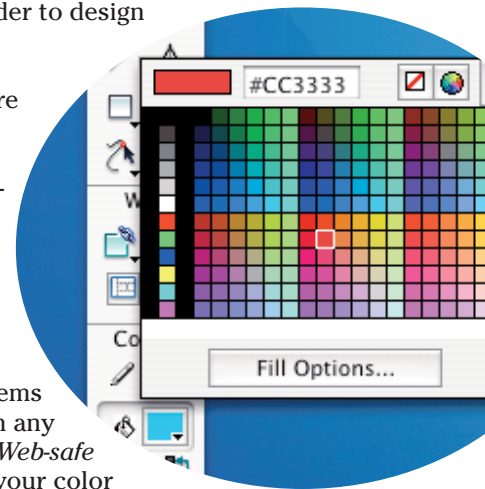 der to design
re
-
ems
n any
Web-safe
your color
W
Co
#CC3333
Fill Options...